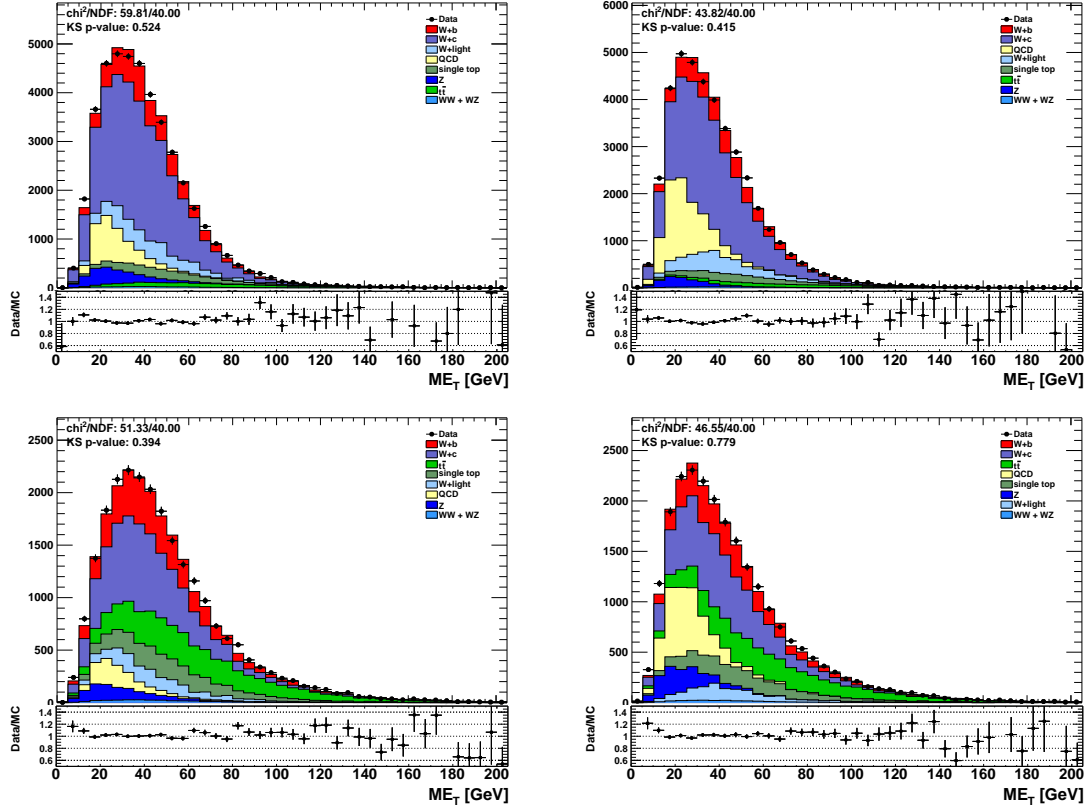 chi²/NDF: 59.81/40.00
KS p-value: 0.524
Data
W+b
W+c
W+light
QCD
single top
Z
tt̄
WW + WZ
5000
4000
3000
2000
1000
0
Data/MC
1.4
1.2
1
0.8
0.6
0 20 40 60 80 100 120 140 160 180 200
ME_T [GeV]
chi²/NDF: 43.82/40.00
KS p-value: 0.415
Data
W+b
W+c
QCD
W+light
single top
tt̄
Z
WW + WZ
6000
5000
4000
3000
2000
1000
0
Data/MC
1.4
1.2
1
0.8
0.6
0 20 40 60 80 100 120 140 160 180 200
ME_T [GeV]
chi²/NDF: 51.33/40.00
KS p-value: 0.394
Data
W+b
W+c
tt̄
single top
W+light
QCD
Z
WW + WZ
2500
2000
1500
1000
500
0
Data/MC
1.4
1.2
1
0.8
0.6
0 20 40 60 80 100 120 140 160 180 200
ME_T [GeV]
chi²/NDF: 46.55/40.00
KS p-value: 0.779
Data
W+b
W+c
tt̄
QCD
single top
Z
W+light
WW + WZ
2500
2000
1500
1000
500
0
Data/MC
1.4
1.2
1
0.8
0.6
0 20 40 60 80 100 120 140 160 180 200
ME_T [GeV]